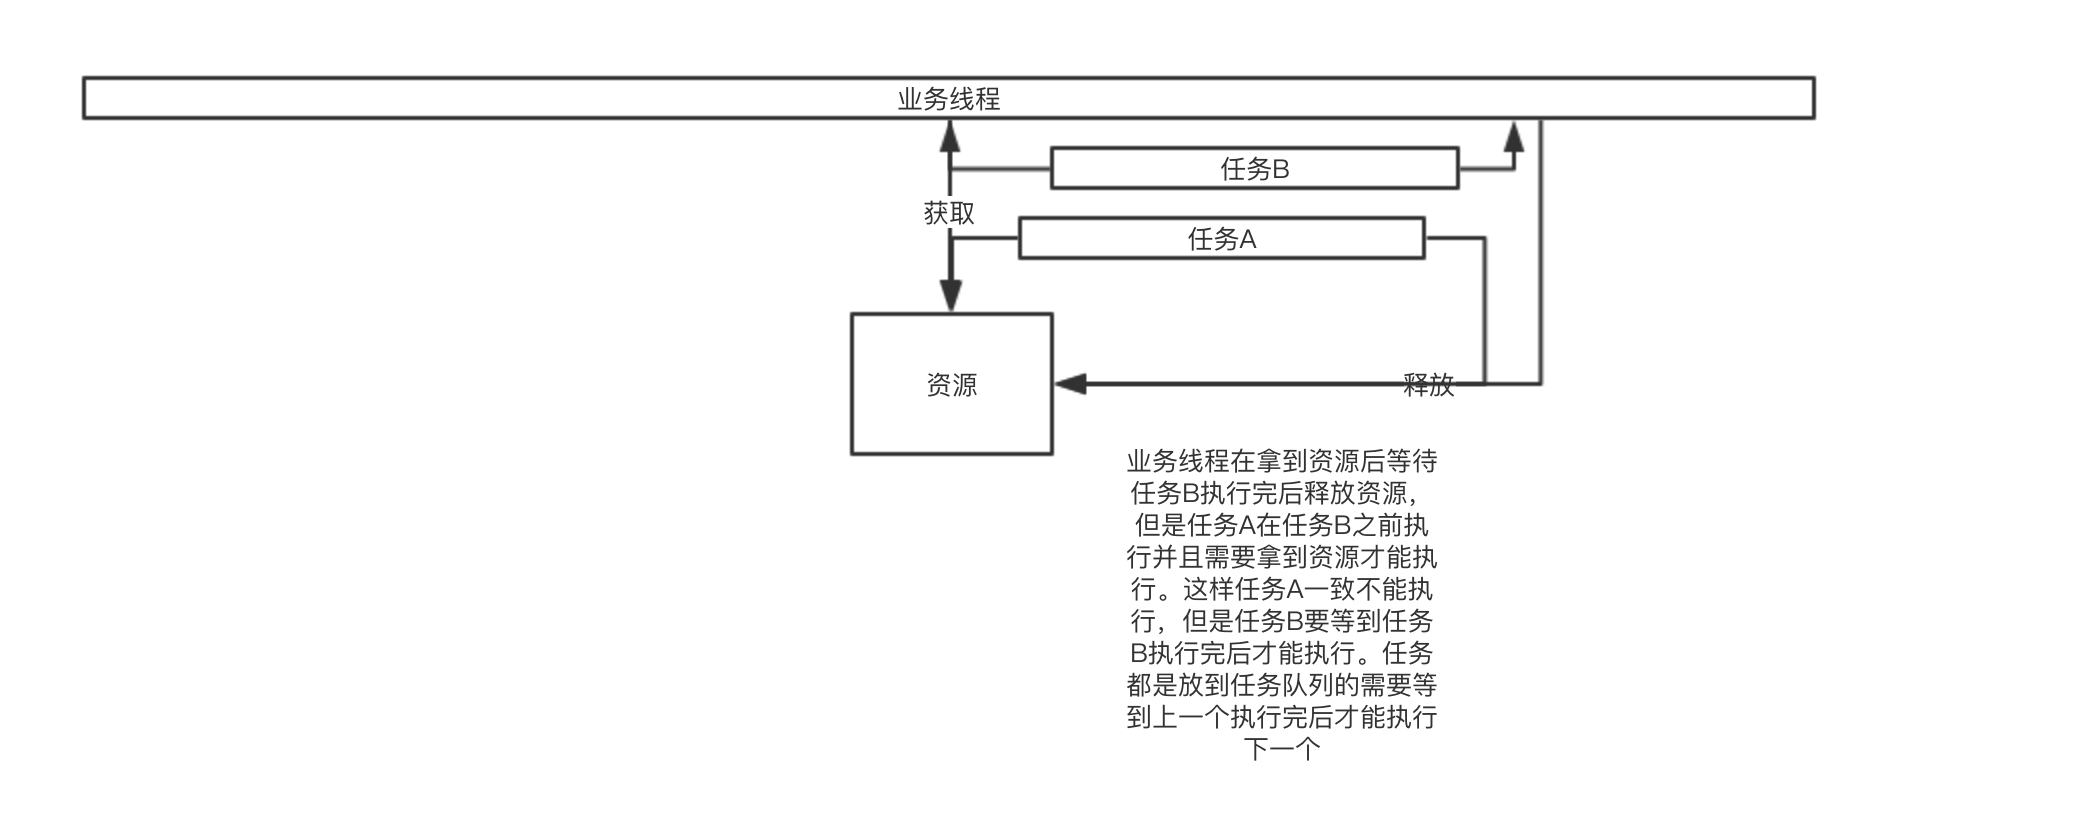 业务线程
任务B
获取
任务A
资源
释放
业务线程在拿到资源后等待
任务B执行完后释放资源，
但是任务A在任务B之前执
行并且需要拿到资源才能执
行。这样任务A一致不能执
行，但是任务B要等到任务
B执行完后才能执行。任务
都是放到任务队列的需要等
到上一个执行完后才能执行
下一个